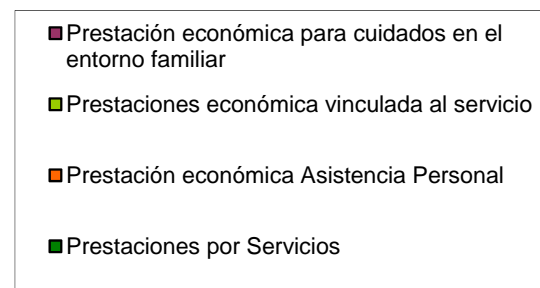 Prestación económica para cuidados en el
entorno familiar
Prestaciones económica vinculada al servicio
Prestación económica Asistencia Personal
Prestaciones por Servicios